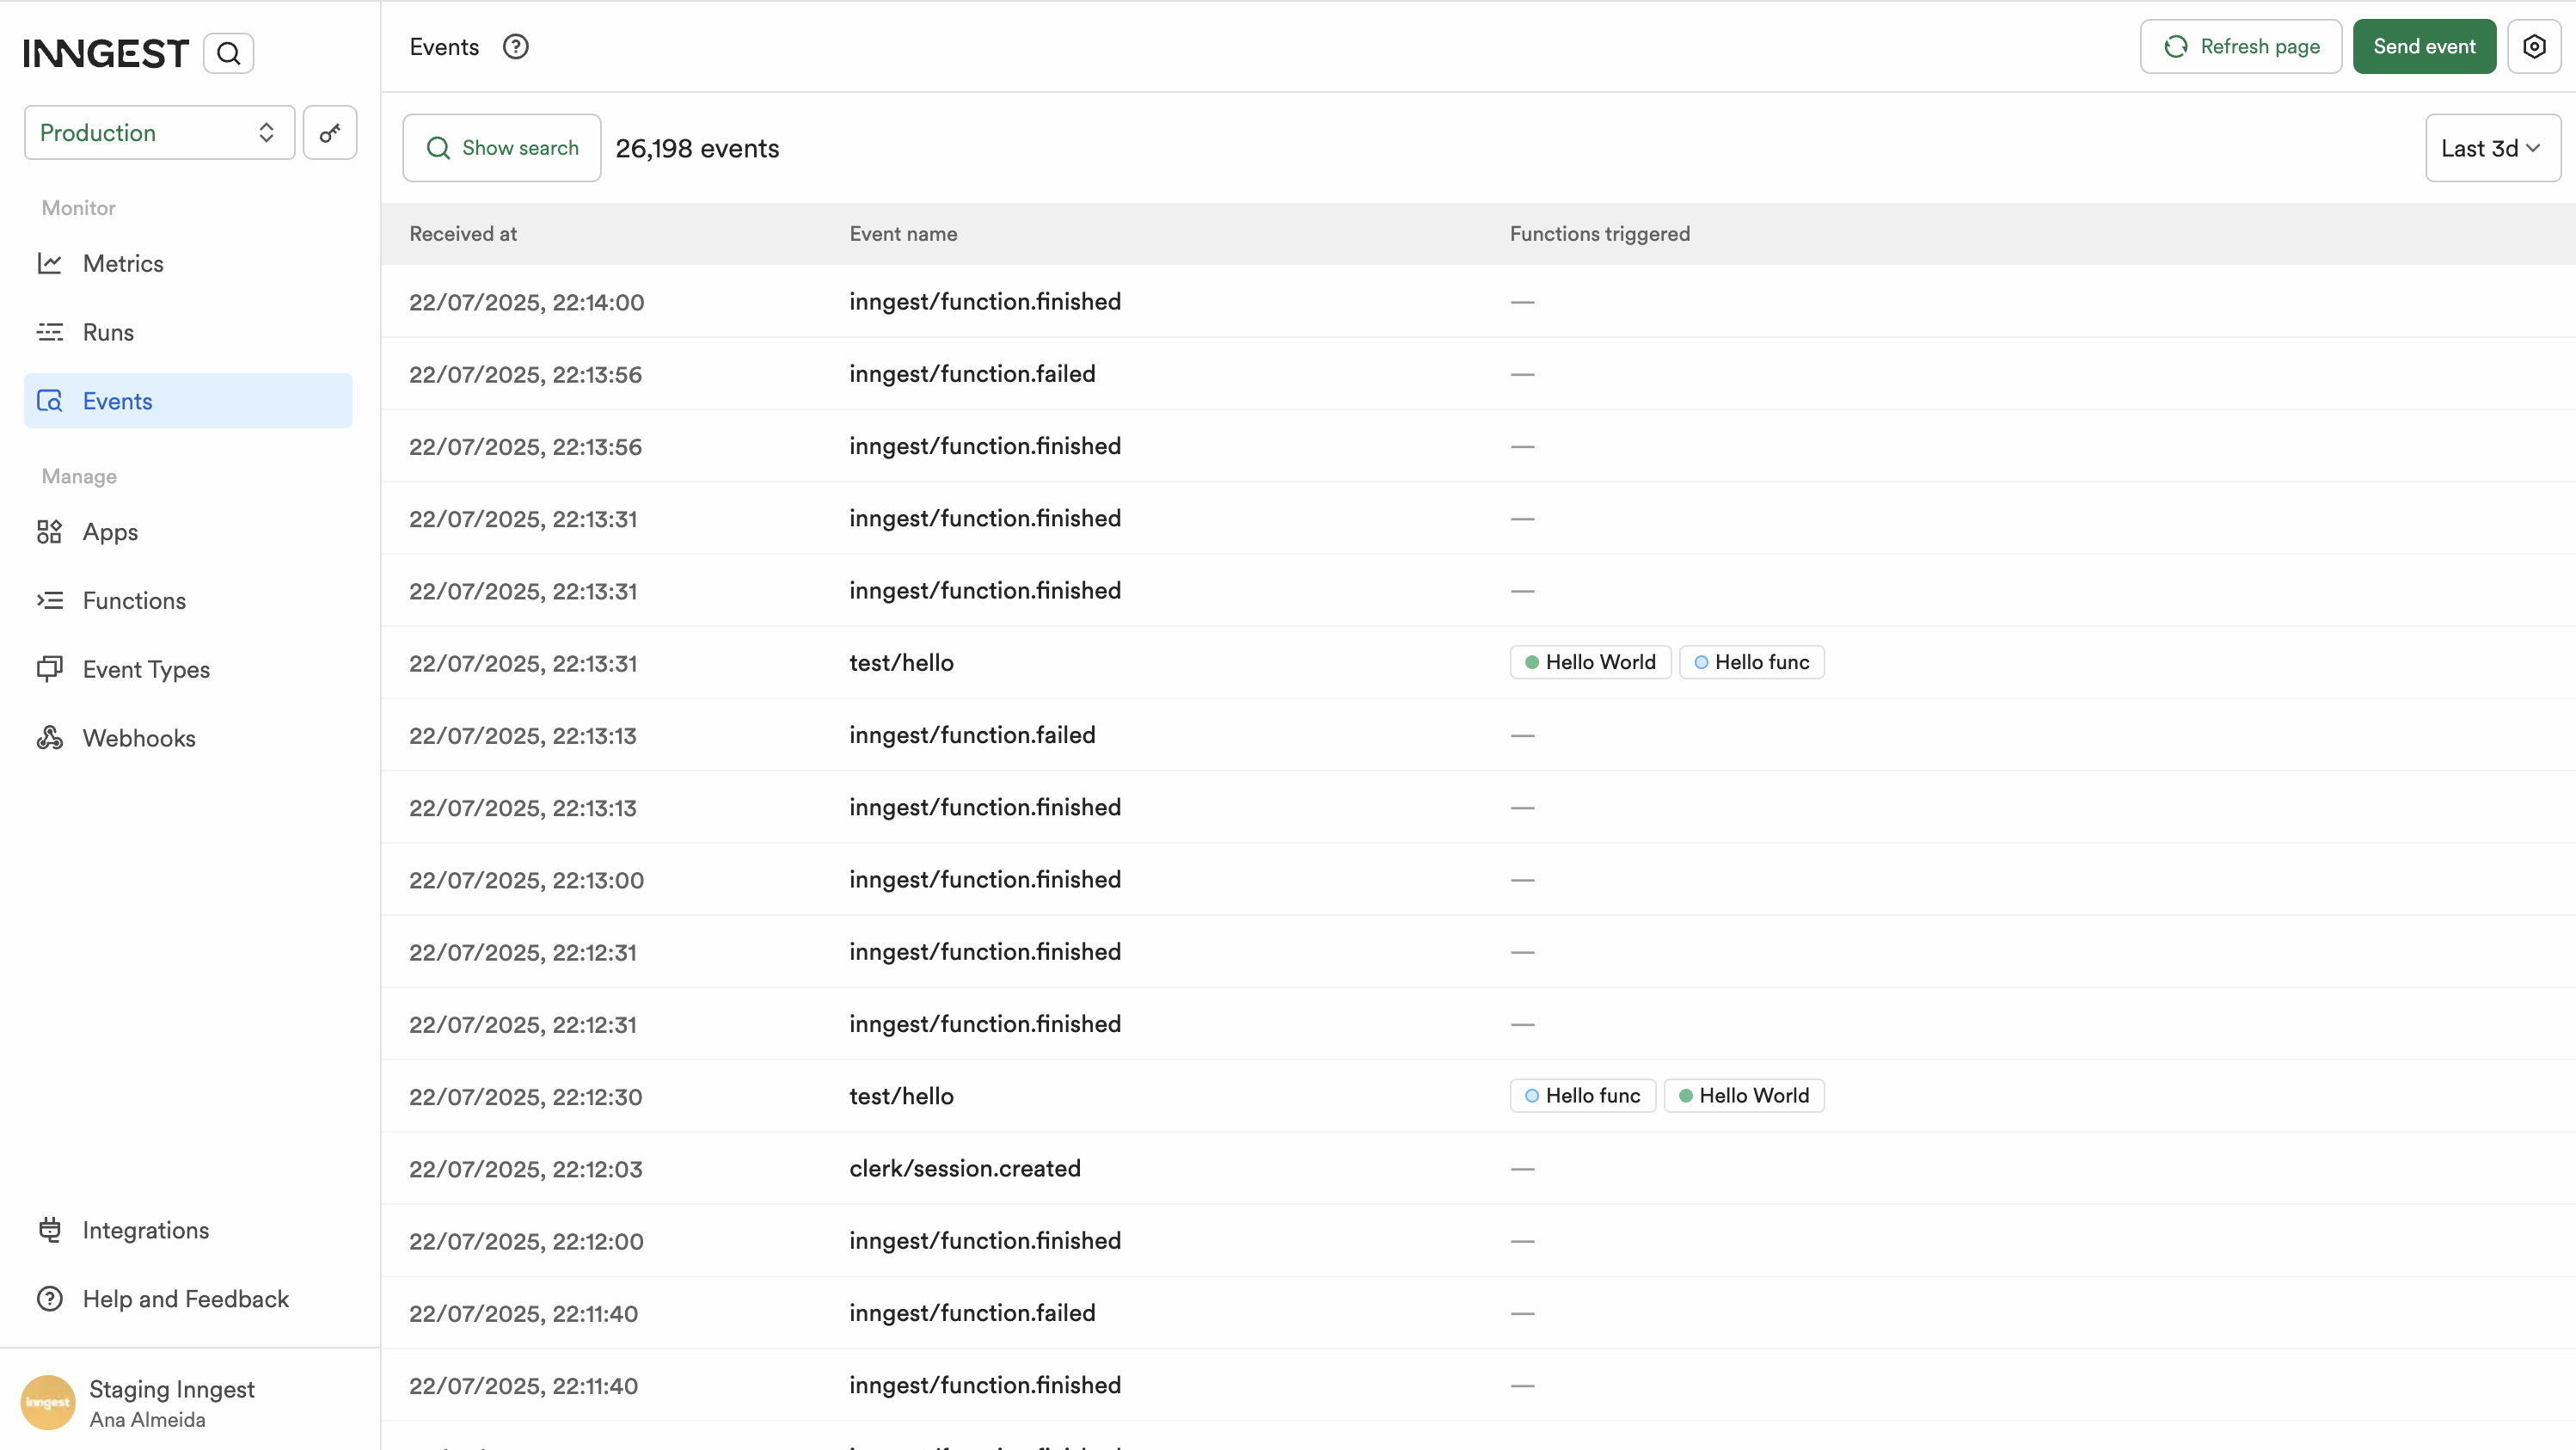 INNGEST
Production
Monitor
Metrics
Runs
Events
Manage
Apps
Functions
Event Types
Webhooks
Integrations
Help and Feedback
inngest
Staging Inngest
Ana Almeida
Events
Refresh page
Send event
Show search
26,198 events
Last 3d
Received at Event name Functions triggered
22/07/2025, 22:14:00 inngest/function.finished —
22/07/2025, 22:13:56 inngest/function.failed —
22/07/2025, 22:13:56 inngest/function.finished —
22/07/2025, 22:13:31 inngest/function.finished —
22/07/2025, 22:13:31 inngest/function.finished —
22/07/2025, 22:13:31 test/hello Hello World Hello func
22/07/2025, 22:13:13 inngest/function.failed —
22/07/2025, 22:13:13 inngest/function.finished —
22/07/2025, 22:13:00 inngest/function.finished —
22/07/2025, 22:12:31 inngest/function.finished —
22/07/2025, 22:12:31 inngest/function.finished —
22/07/2025, 22:12:30 test/hello Hello func Hello World
22/07/2025, 22:12:03 clerk/session.created —
22/07/2025, 22:12:00 inngest/function.finished —
22/07/2025, 22:11:40 inngest/function.failed —
22/07/2025, 22:11:40 inngest/function.finished —